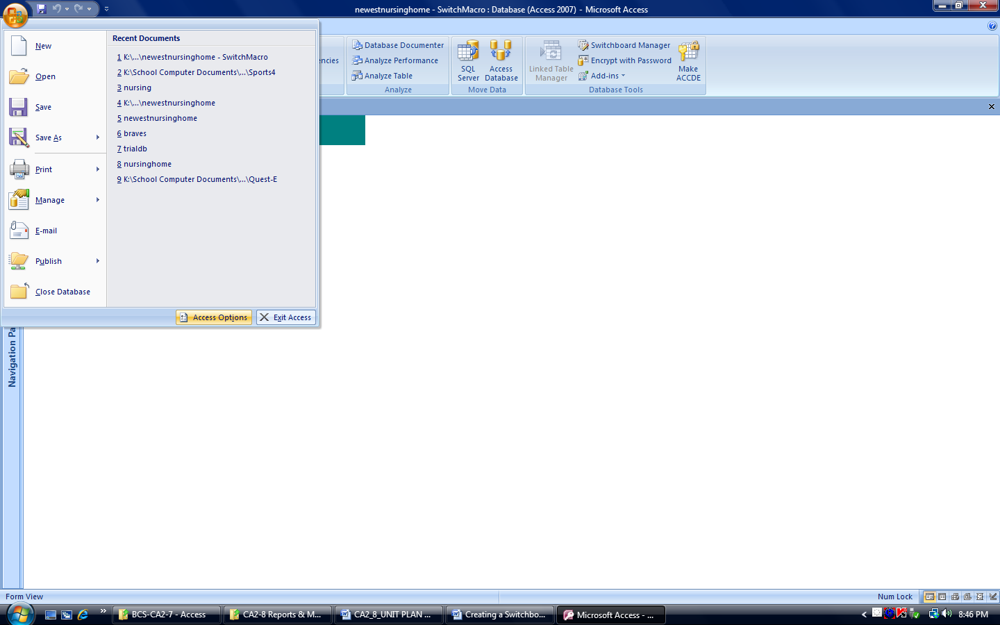 newestnursinghome - SwitchMacro : Database (Access 2007) - Microsoft Access
New
Open
Save
Save As
Print
Manage
E-mail
Publish
Close Database
Recent Documents
1 K:\...\newestnursinghome - SwitchMacro
2 K:\School Computer Documents\...\Sports4
3 nursing
4 K:\...\newestnursinghome
5 newestnursinghome
6 braves
7 trialdb
8 nursinghome
9 K:\School Computer Documents\...\Quest-E
Access Options
Exit Access
encies
Database Documenter
Analyze Performance
Analyze Table
Analyze
SQL
Server
Access
Database
Move Data
Linked Table
Manager
Switchboard Manager
Encrypt with Password
Add-ins
Make
ACCDE
Database Tools
Navigation Pa
Form View
Num Lock
BCS-CA2-7 - Access
CA2-8 Reports & M...
CA2_8_UNIT PLAN ...
Creating a Switchbo...
Microsoft Access - ...
8:46 PM